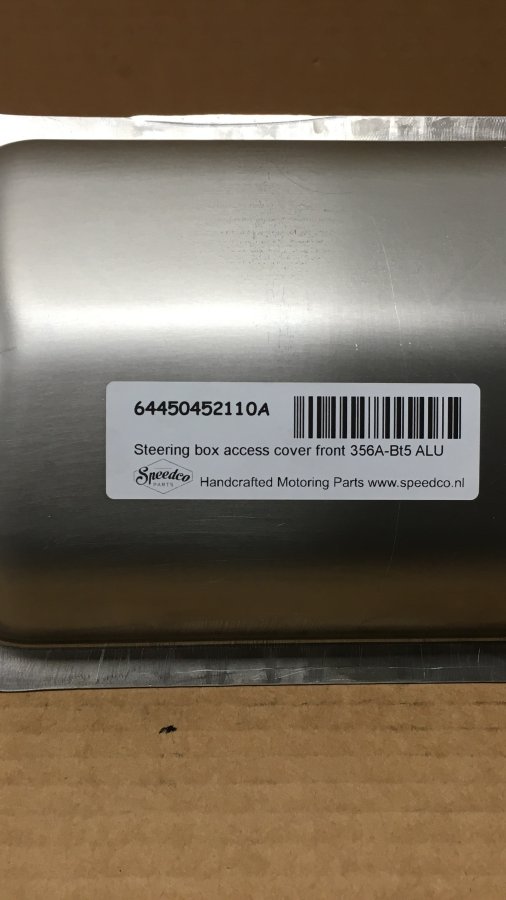 64450452110A
Steering box access cover front 356A-Bt5 ALU
Speedco
PARTS
Handcrafted Motoring Parts www.speedco.nl